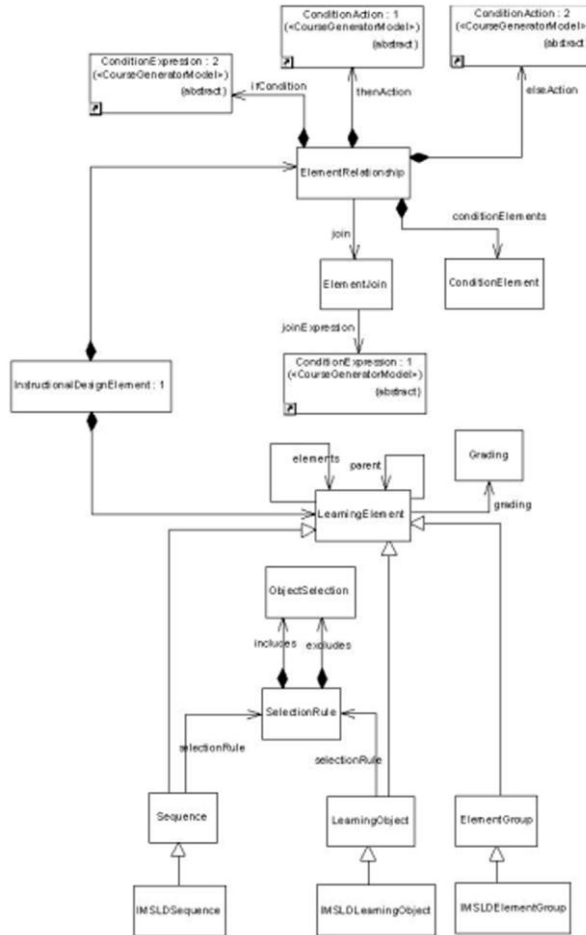 ConditionAction : 1
(«CourseGeneratorModel»)
(abstract)
ConditionAction : 2
(«CourseGeneratorModel»)
(abstract)
ConditionExpression : 2
(«CourseGeneratorModel»)
(abstract)
ifCondition
thenAction
elseAction
ElementRelationship
conditionElements
join
ElementJoin
ConditionElement
joinExpression
ConditionExpression : 1
(«CourseGeneratorModel»)
(abstract)
InstructionalDesignElement : 1
elements
parent
Grading
LearningElement
grading
ObjectSelection
includes
excludes
SelectionRule
selectionRule
selectionRule
Sequence
LearningObject
ElementGroup
IMSLDSequence
IMSLDLearningObject
IMSLDElementGroup